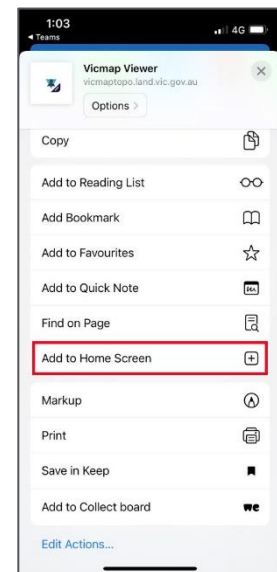 1:03
◀ Teams
4G
Vicmap Viewer
vicmaptopo.land.vic.gov.au
Options >
Copy
Add to Reading List
Add Bookmark
Add to Favourites
Add to Quick Note
Find on Page
Add to Home Screen
Markup
Print
Save in Keep
Add to Collect board
we
Edit Actions...